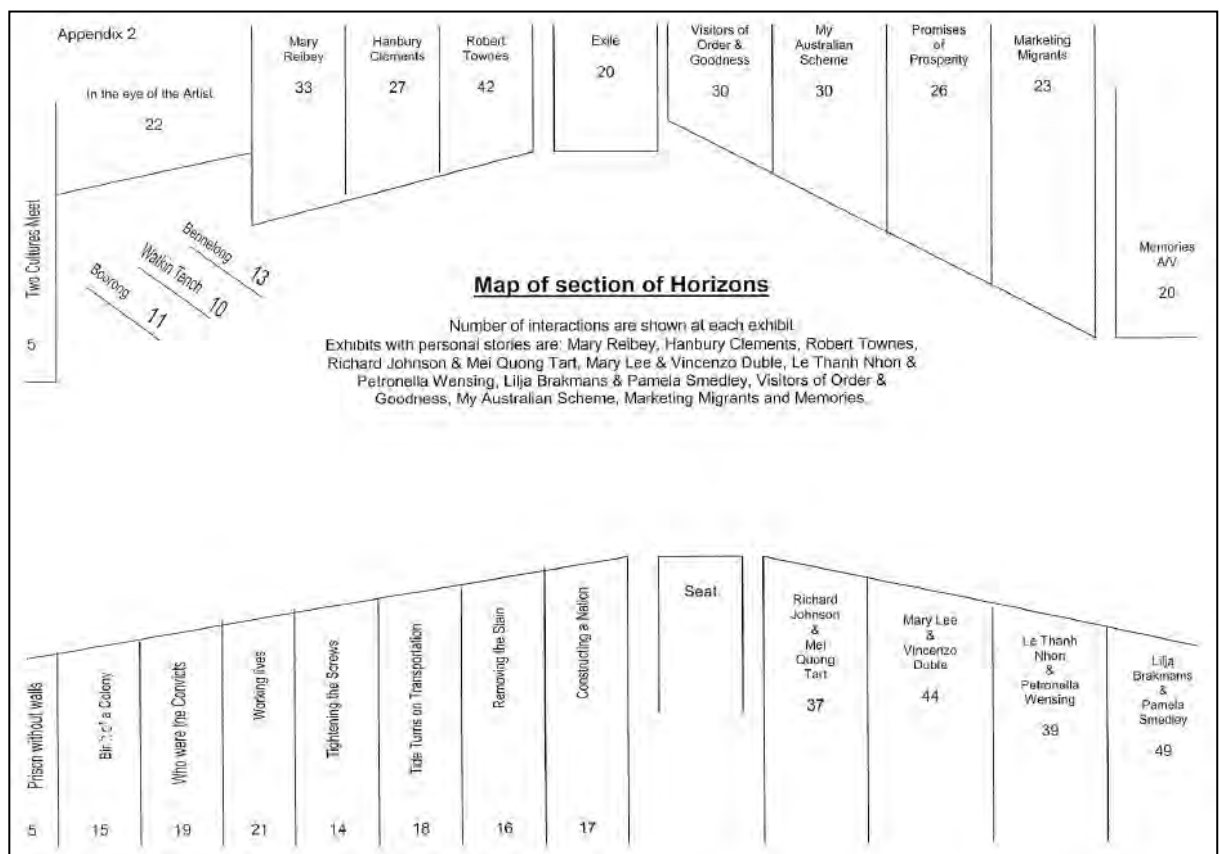 Appendix 2
In the eye of the Artist
22
Mary
Reibey
33
Hanbury
Clements
27
Robert
Townes
42
Exile
20
Visitors of
Order &
Goodness
30
My
Australian
Scheme
30
Promises
of
Prosperity
26
Marketing
Migrants
23
Memories
A/V
20
Two Cultures Meet
5
Bennelong 13
Watkin Tench 10
Boorong 11
Map of section of Horizons
Number of interactions are shown at each exhibit
Exhibits with personal stories are: Mary Reibey, Hanbury Clements, Robert Townes,
Richard Johnson & Mei Quong Tart, Mary Lee & Vincenzo Duble, Le Thanh Nhon &
Petronella Wensing, Lilja Brakmans & Pamela Smedley, Visitors of Order &
Goodness, My Australian Scheme, Marketing Migrants and Memories.
Prison without walls
5
Birth of a Colony
15
Who were the Convicts
19
Working lives
21
Tightening the Screws
14
Tide Turns on Transportation
18
Removing the Stain
16
Constructing a Nation
17
Seat
Richard
Johnson
&
Mei
Quong
Tart
37
Mary Lee
&
Vincenzo
Duble
44
Le Thanh
Nhon
&
Petronella
Wensing
39
Lilja
Brakmams
&
Pamela
Smedley
49